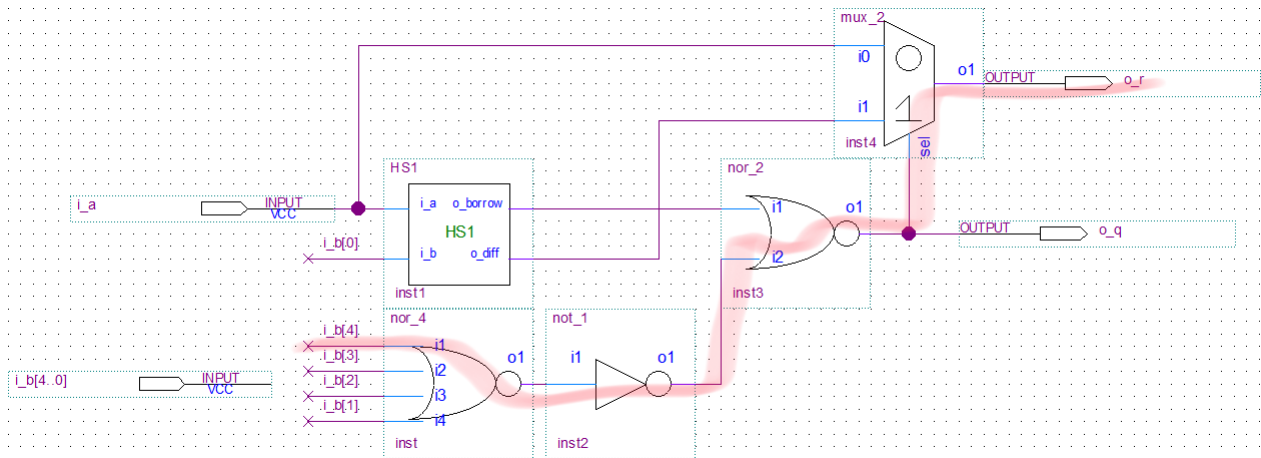 mux_2
i0
o1
OUTPUT
o_r
i1
inst4
sel
HS1
nor_2
i_a
INPUT
VCC
i_a
o_borrow
HS1
i1
o1
OUTPUT
o_q
i_b[0]
i_b
o_diff
i2
inst1
inst3
nor_4
not_1
i_b[4]
i1
i_b[3]
i2
o1
i1
o1
i_b[4..0]
INPUT
VCC
i_b[2]
i3
i_b[1]
i4
inst
inst2